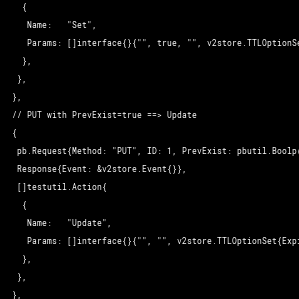 {
Name:   "Set",
Params: []interface{}{"", true, "", v2store.TTLOptionSe
},
},
},
// PUT with PrevExist=true ==> Update
{
pb.Request{Method: "PUT", ID: 1, PrevExist: pbutil.Boolp
Response{Event: &v2store.Event{}},
[]testutil.Action{
{
Name:   "Update",
Params: []interface{}{"", "", v2store.TTLOptionSet{Expi
},
},
},